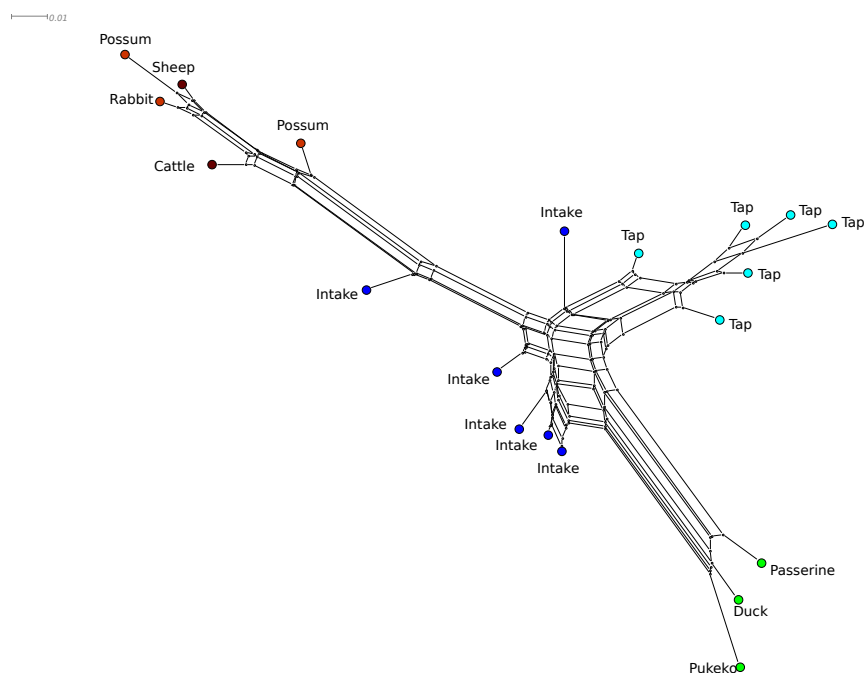 0.01
Possum
Sheep
Rabbit
Possum
Cattle
Intake
Tap
Tap
Tap
Tap
Tap
Intake
Tap
Intake
Intake
Intake
Intake
Passerine
Duck
Pukeko